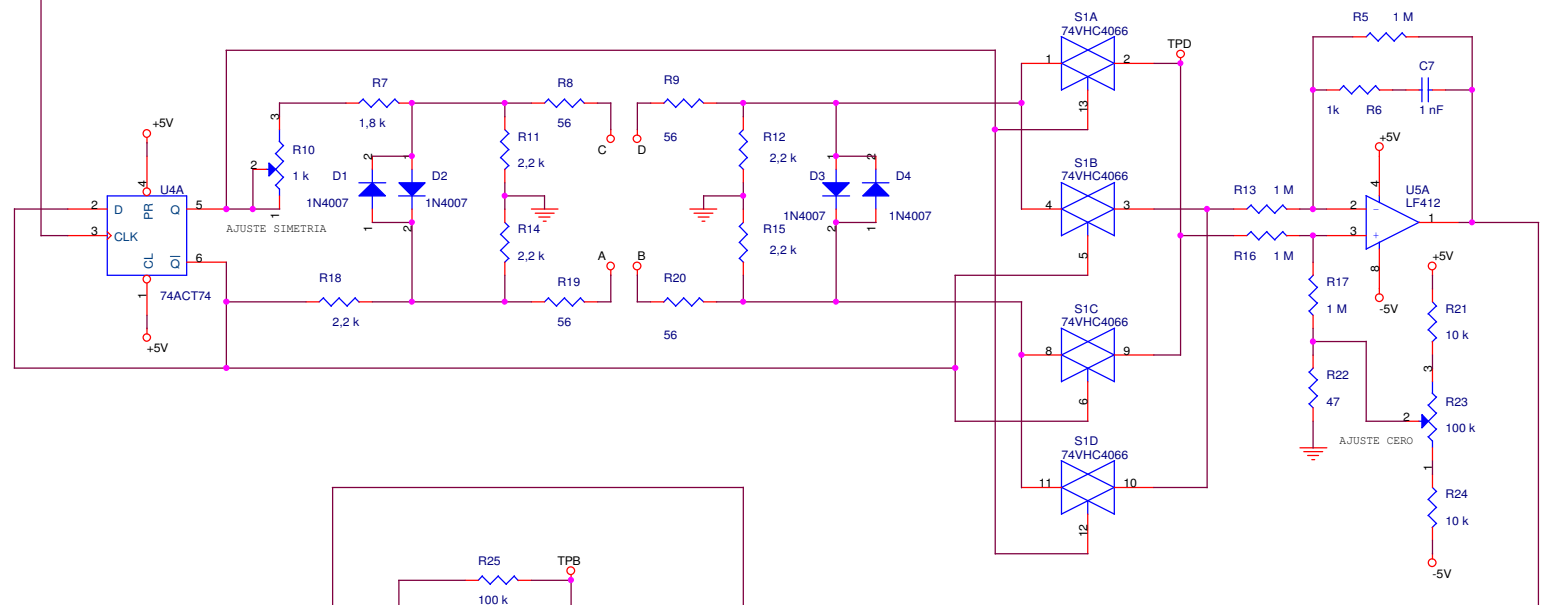 S1A
74VHC4066
1
2
13
TPD
R5 1 M
C7
1k R6 1 nF
R7
1,8 k
R8
56
R9
56
+5V
R10
1 k
3
2
1
AJUSTE SIMETRIA
R11
2,2 k
C D
R12
2,2 k
D1
1N4007
2
1
D2
1N4007
1
2
D3
1N4007
1
2
D4
1N4007
2
1
U4A
2 D PR Q 5
3 CLK
CL Q| 6
4
1
74ACT74
+5V
R14
2,2 k
R15
2,2 k
A B
R18
2,2 k
R19
56
R20
56
S1B
74VHC4066
4
3
5
S1C
74VHC4066
8
9
6
S1D
74VHC4066
11
10
12
R13 1 M
R16 1 M
+5V
4
U5A
LF412
2 −
3 +
1
8
-5V
R17
1 M
R22
47
+5V
R21
10 k
3
R23
2
100 k
AJUSTE CERO
1
R24
10 k
-5V
R25
100 k
TPB